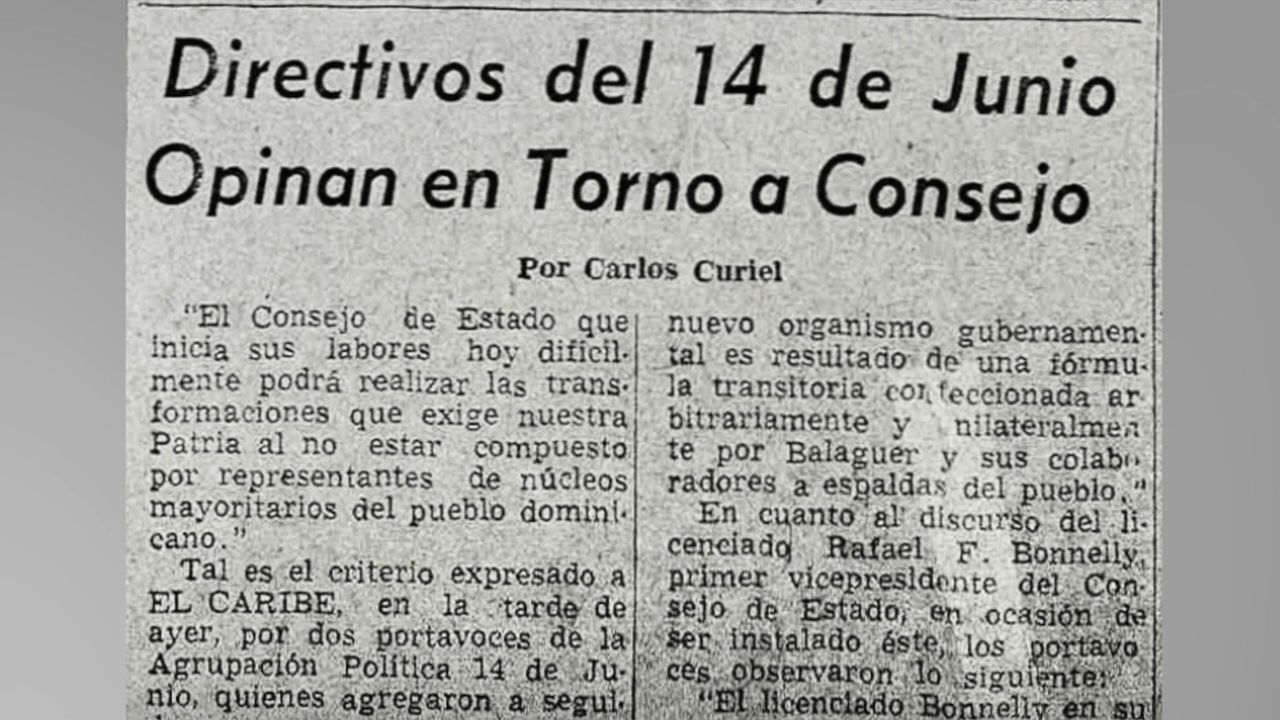 Directivos del 14 de Junio
Opinan en Torno a Consejo
Por Carlos Curiel
"El Consejo de Estado que
inicia sus labores hoy dificil-
mente podrá realizar las trans-
formaciones que exige nuestra
Patria al no estar compuesto
por representantes de núcleos
mayoritarios del pueblo domini-
cano."
Tal es el criterio expresado a
EL CARIBE, en la tarde de
ayer, por dos portavoces de la
Agrupación Política 14 de Ju-
nio, quienes agregaron a segui-
nuevo organismo gubernamen-
tal es resultado de una fórmu-
la transitoria confeccionada ar
bitrariamente y nilateralmen
te por Balaguer y sus colabo
radores a espaldas del pueblo."
En cuanto al discurso del li-
cenciado Rafael F. Bonnelly,
primer vicepresidente del Con-
sejo de Estado, en ocasión de
ser instalado éste, los portavo
ces observaron lo siguiente:
"El licenciado Bonnelly en su